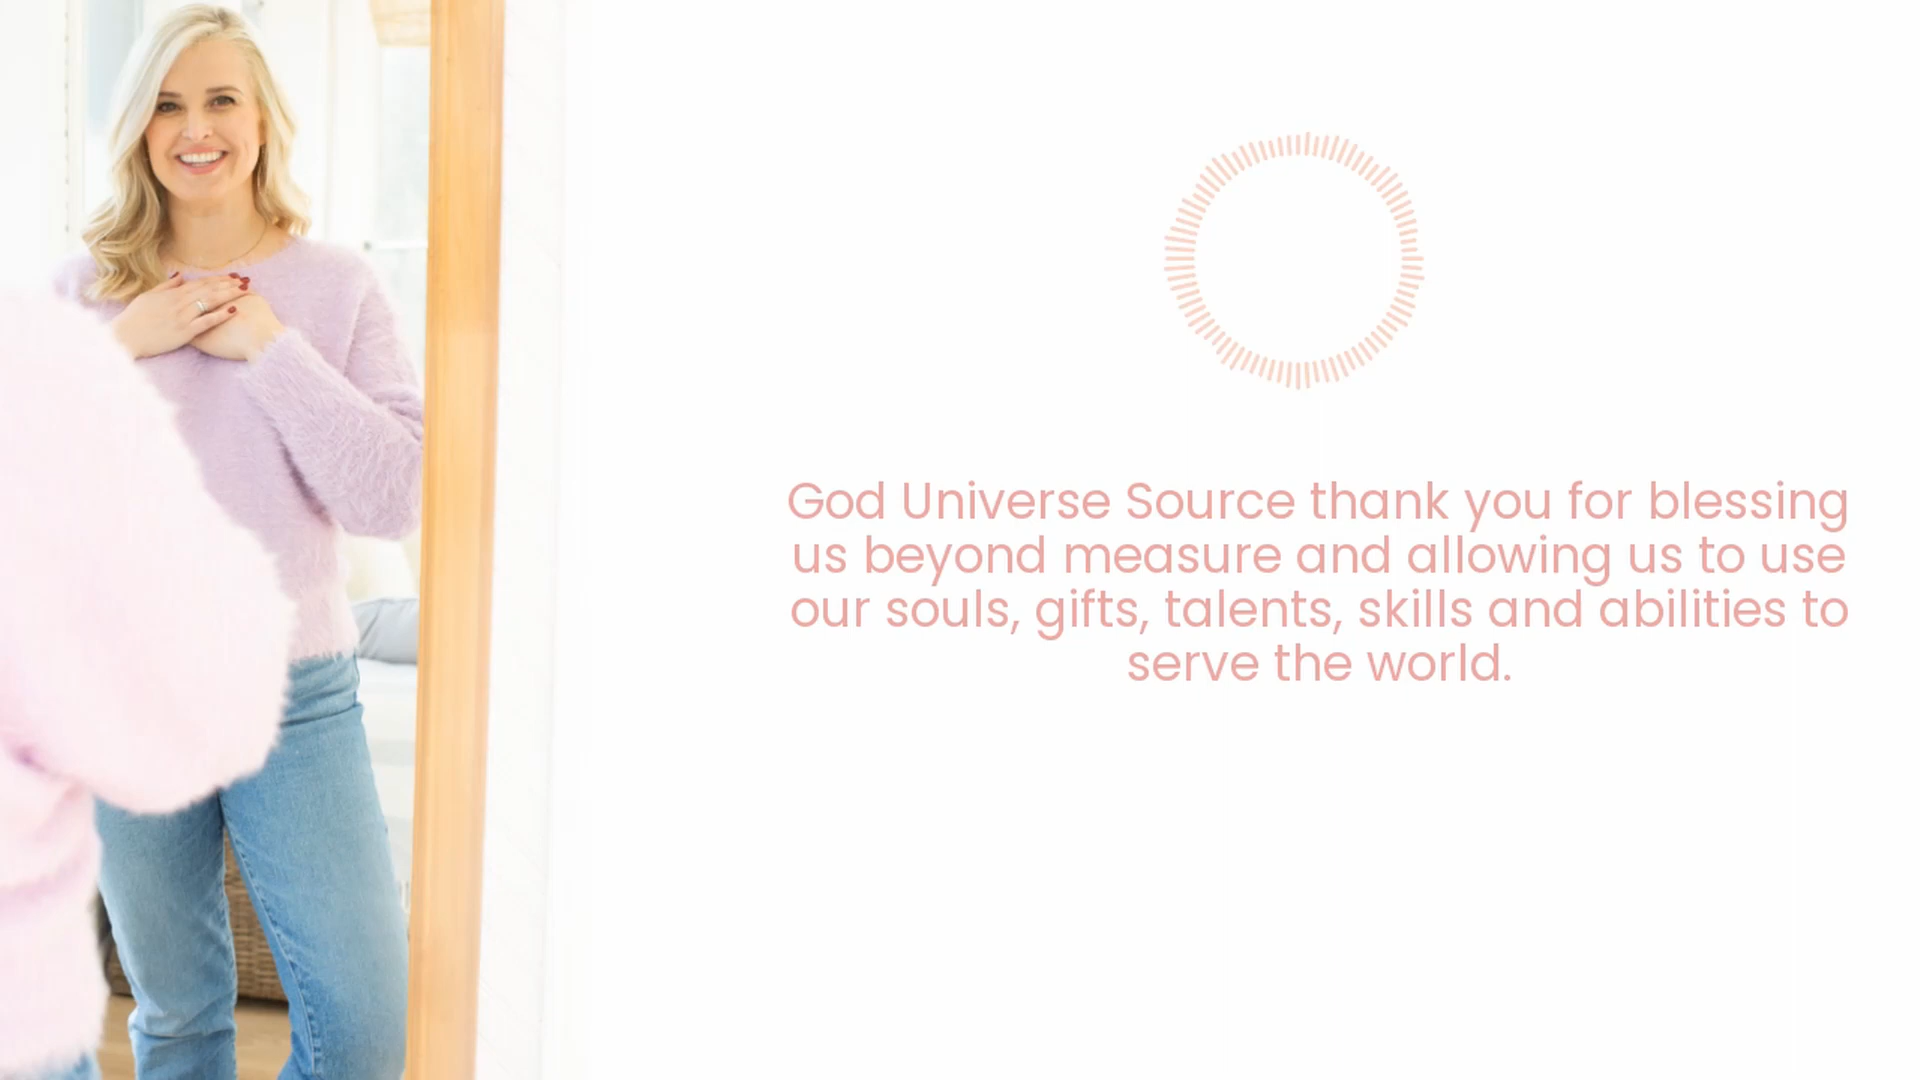 God Universe Source thank you for blessing
us beyond measure and allowing us to use
our souls, gifts, talents, skills and abilities to
serve the world.